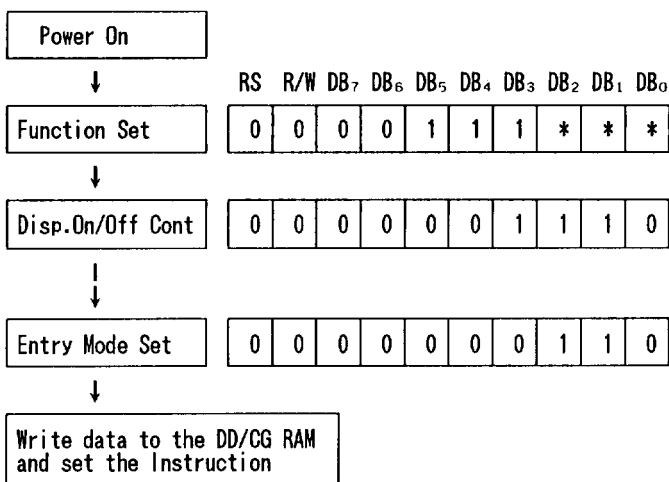 Power On
RS R/W DB₇ DB₆ DB₅ DB₄ DB₃ DB₂ DB₁ DB₀
Function Set 0 0 0 0 1 1 1 * * *
Disp.On/Off Cont 0 0 0 0 0 0 1 1 1 0
Entry Mode Set 0 0 0 0 0 0 0 1 1 0
Write data to the DD/CG RAM
and set the Instruction